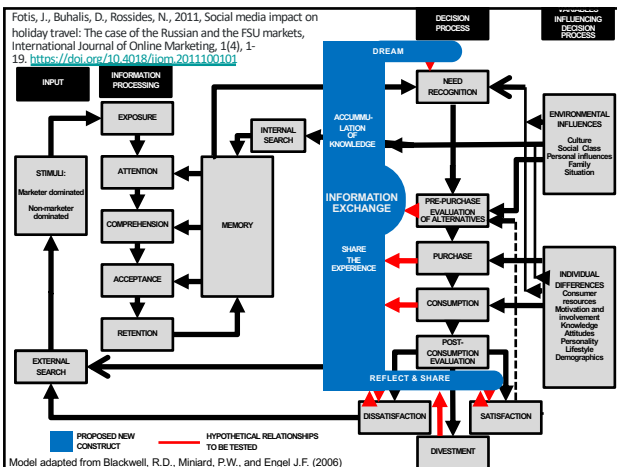 Fotis, J., Buhalis, D., Rossides, N., 2011, Social media impact on
holiday travel: The case of the Russian and the FSU markets,
International Journal of Online Marketing, 1(4), 1-
19. https://doi.org/10.4018/ijom.2011100101
INPUT
INFORMATION
PROCESSING
DECISION
PROCESS
VARIABLES
INFLUENCING
DECISION
PROCESS
DREAM
NEED
RECOGNITION
EXPOSURE
INTERNAL
SEARCH
ACCUMMU-
LATION
OF
KNOWLEDGE
ENVIRONMENTAL
INFLUENCES
Culture
Social Class
Personal influences
Family
Situation
STIMULI:
Marketer
dominated
Non-marketer
dominated
ATTENTION
COMPREHENSION
MEMORY
INFORMATION
EXCHANGE
PRE-PURCHASE
EVALUATION
OF ALTERNATIVES
SHARE
THE
EXPERIENCE
PURCHASE
ACCEPTANCE
CONSUMPTION
INDIVIDUAL
DIFFERENCES
Consumer
resources
Motivation and
involvement
Knowledge
Attitudes
Personality
Lifestyle
Demographics
RETENTION
POST-
CONSUMPTION
EVALUATION
EXTERNAL
SEARCH
REFLECT & SHARE
DISSATISFACTION
SATISFACTION
PROPOSED NEW
CONSTRUCT
HYPOTHETICAL RELATIONSHIPS
TO BE TESTED
DIVESTMENT
Model adapted from Blackwell, R.D., Miniard, P.W., and Engel J.F. (2006)